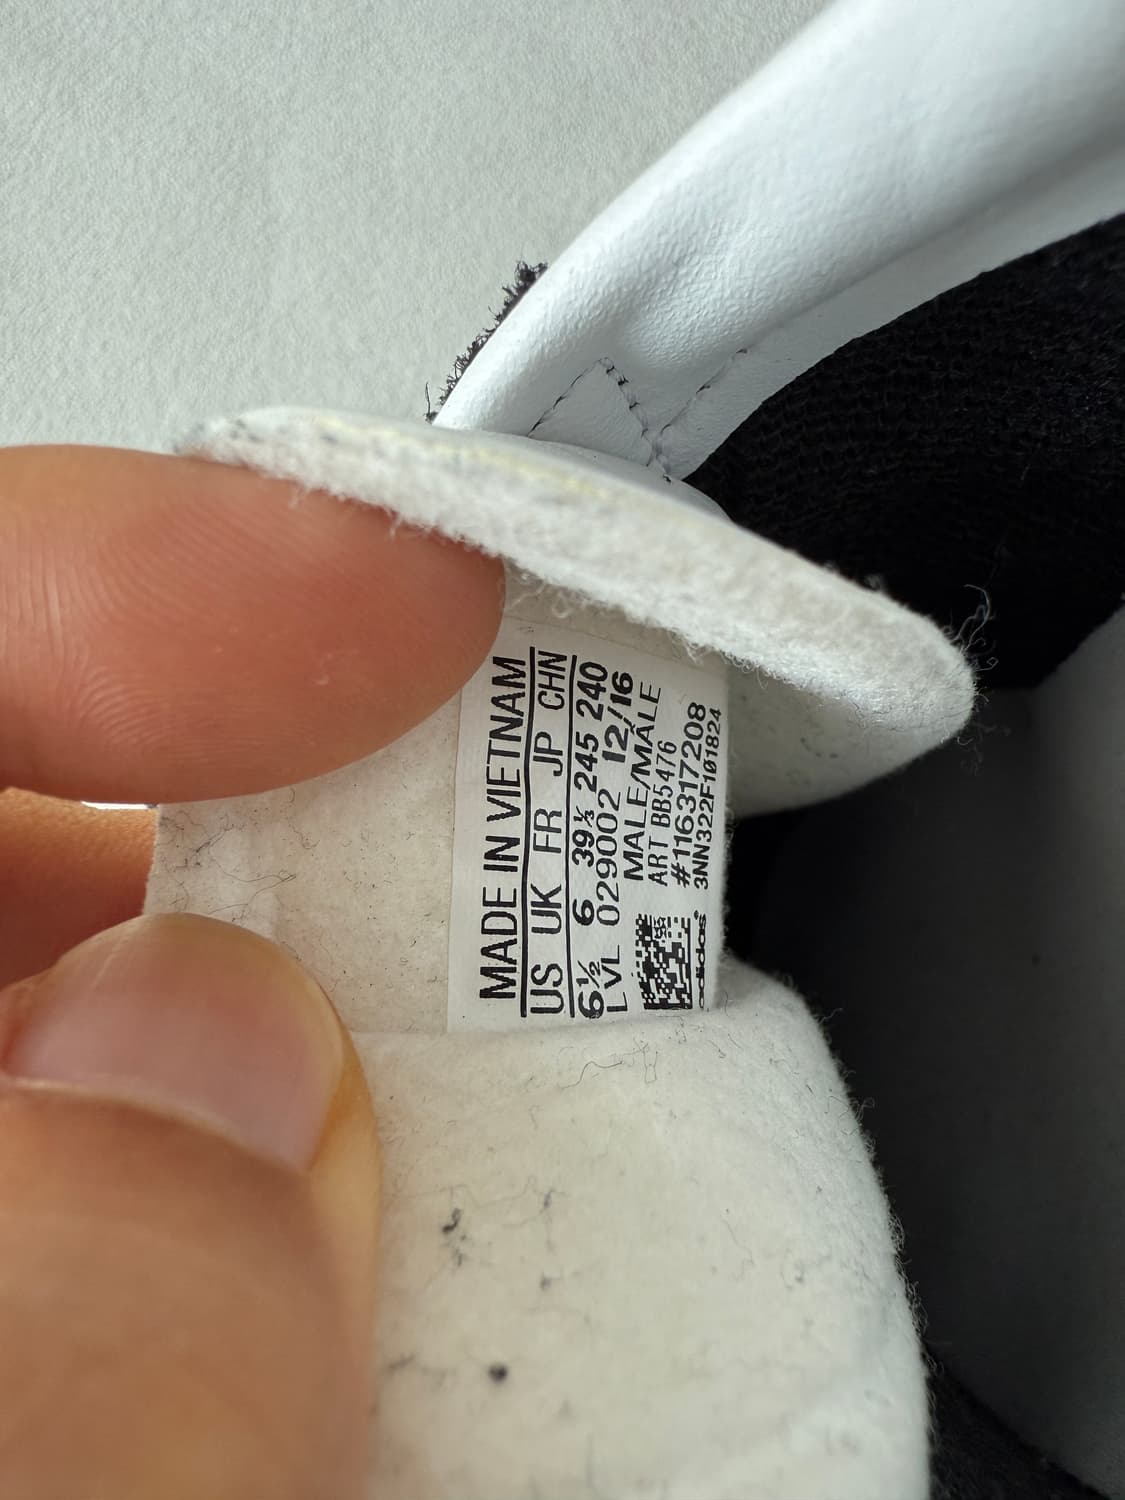 MADE IN VIETNAM
US UK FR JP CHN
6½ 6 39⅓ 245 240
LVL 029002 12/16
MALE/MÂLE
ART BB5476
#116317208
3NN322F101824
adidas